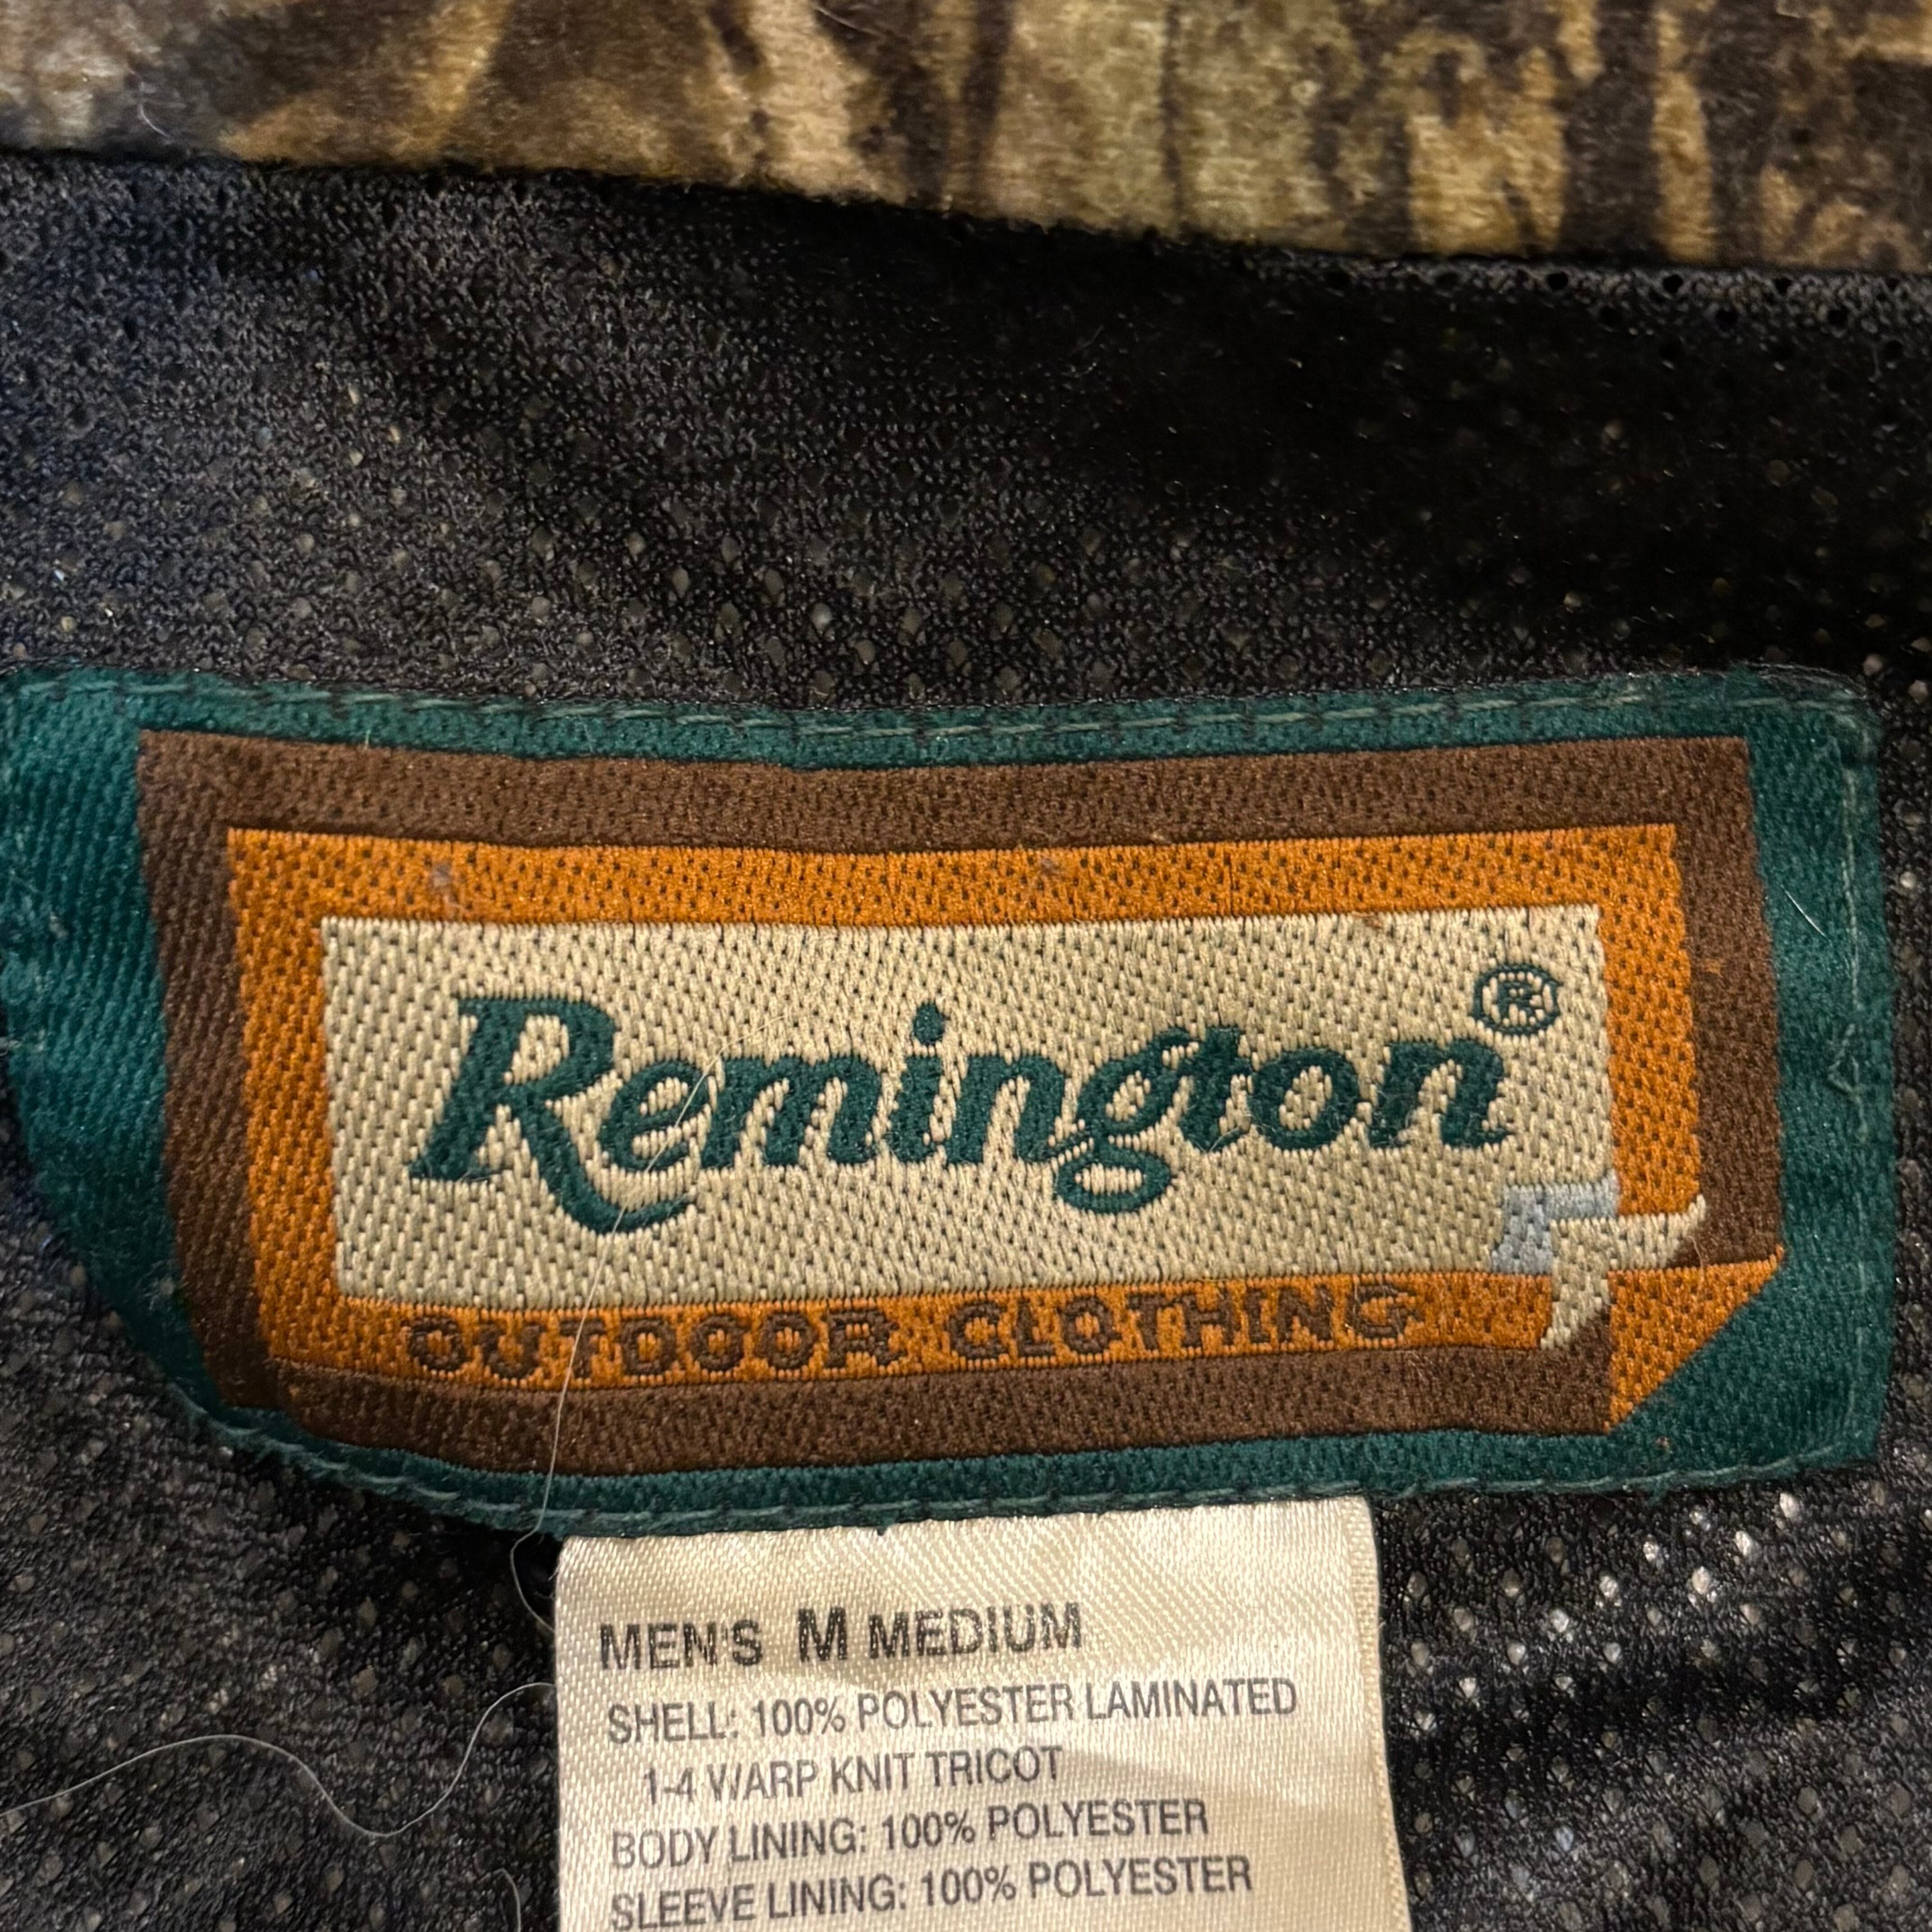 Remington®
OUTDOOR CLOTHING
MEN'S M MEDIUM
SHELL: 100% POLYESTER LAMINATED
1-4 WARP KNIT TRICOT
BODY LINING: 100% POLYESTER
SLEEVE LINING: 100% POLYESTER